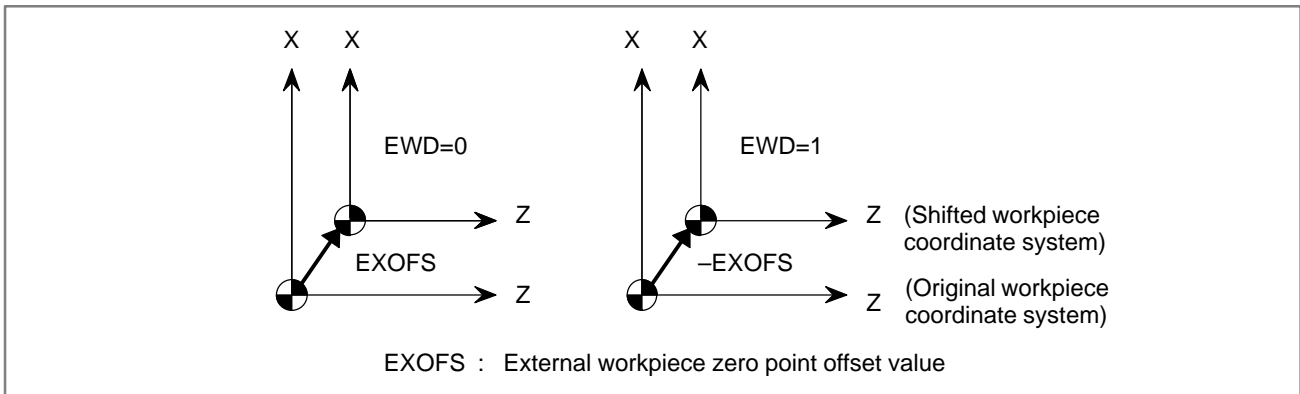 X X X X
EWD=0 EWD=1
Z Z (Shifted workpiece
coordinate system)
EXOFS –EXOFS
Z Z (Original workpiece
coordinate system)
EXOFS : External workpiece zero point offset value